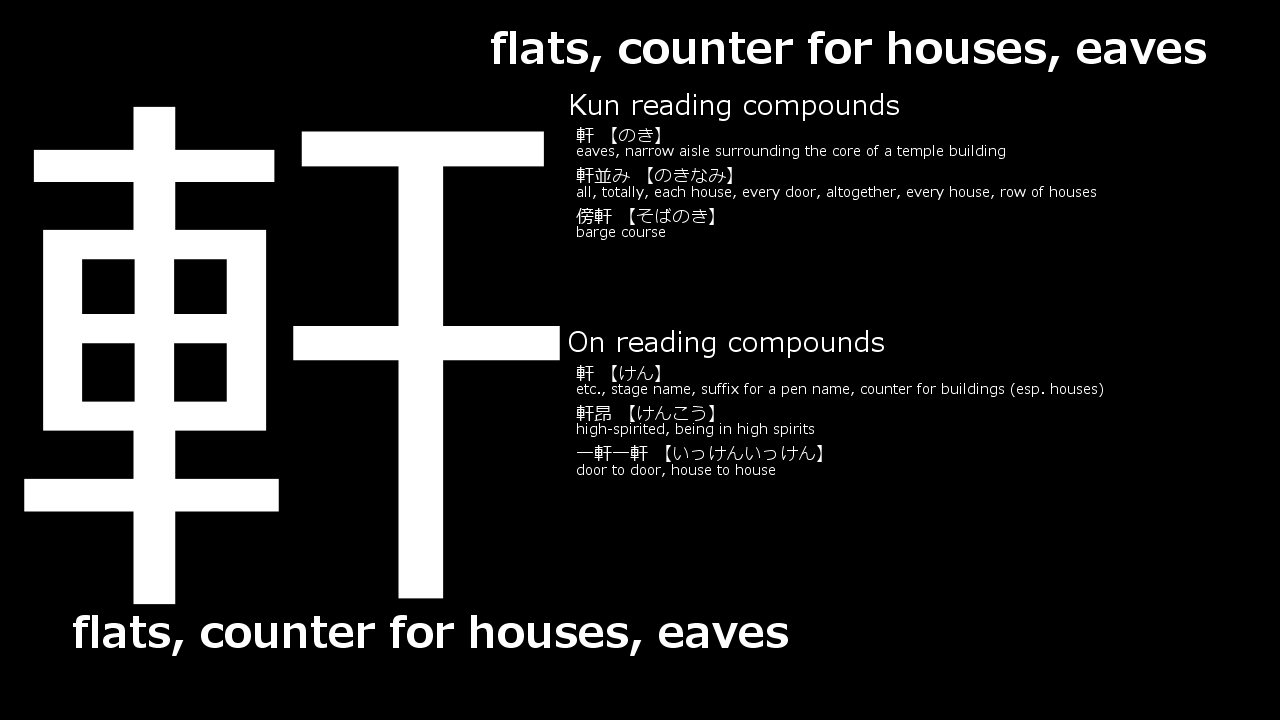 flats, counter for houses, eaves
軒
Kun reading compounds
軒 【のき】
eaves, narrow aisle surrounding the core of a temple building
軒並み 【のきなみ】
all, totally, each house, every door, altogether, every house, row of houses
傍軒 【そばのき】
barge course
On reading compounds
軒 【けん】
etc., stage name, suffix for a pen name, counter for buildings (esp. houses)
軒昂 【けんこう】
high-spirited, being in high spirits
一軒一軒 【いっけんいっけん】
door to door, house to house
flats, counter for houses, eaves